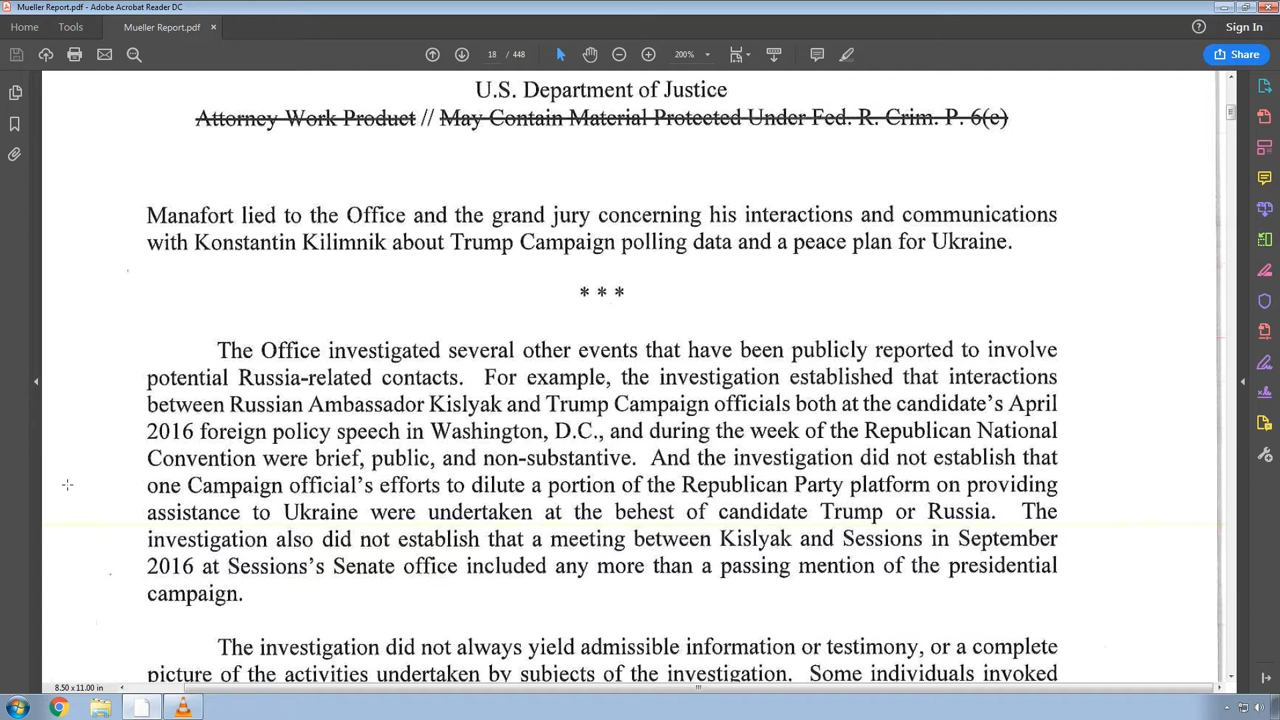 Mueller Report.pdf - Adobe Acrobat Reader DC
Home Tools Mueller Report.pdf × Sign In
18 / 448 200% Share
U.S. Department of Justice
Attorney Work Product // May Contain Material Protected Under Fed. R. Crim. P. 6(e)
Manafort lied to the Office and the grand jury concerning his interactions and communications
with Konstantin Kilimnik about Trump Campaign polling data and a peace plan for Ukraine.
* * *
The Office investigated several other events that have been publicly reported to involve
potential Russia-related contacts. For example, the investigation established that interactions
between Russian Ambassador Kislyak and Trump Campaign officials both at the candidate's April
2016 foreign policy speech in Washington, D.C., and during the week of the Republican National
Convention were brief, public, and non-substantive. And the investigation did not establish that
one Campaign official's efforts to dilute a portion of the Republican Party platform on providing
assistance to Ukraine were undertaken at the behest of candidate Trump or Russia. The
investigation also did not establish that a meeting between Kislyak and Sessions in September
2016 at Sessions's Senate office included any more than a passing mention of the presidential
campaign.
The investigation did not always yield admissible information or testimony, or a complete
picture of the activities undertaken by subjects of the investigation. Some individuals invoked
8.50 x 11.00 in